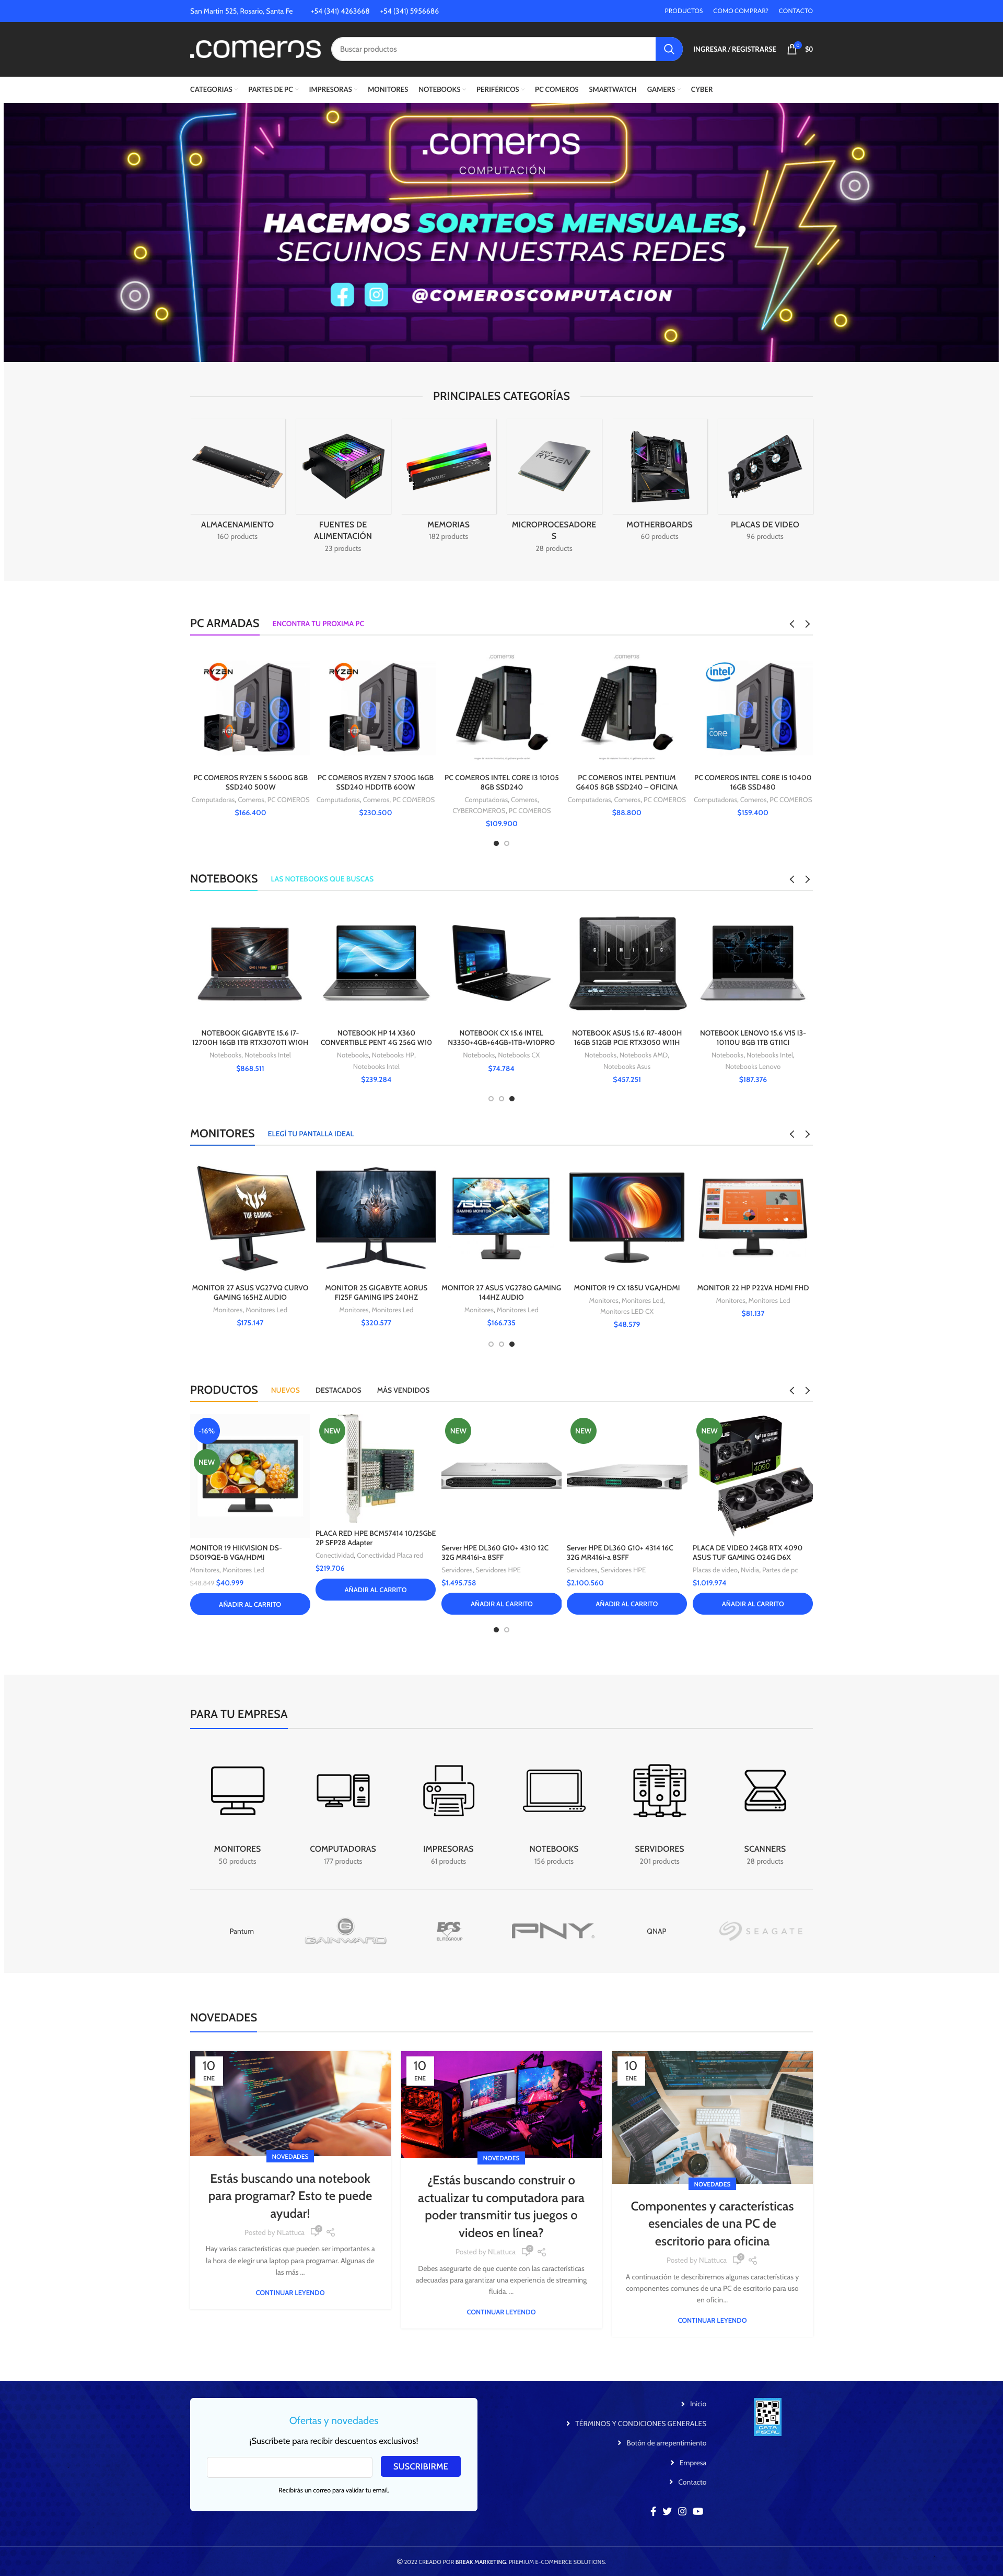 San Martin 525, Rosario, Santa Fe
+54 (341) 4263668
+54 (341) 5956686
PRODUCTOS
COMO COMPRAR?
CONTACTO
.comeros
Buscar productos
INGRESAR / REGISTRARSE
0
$0
CATEGORIAS
PARTES DE PC
IMPRESORAS
MONITORES
NOTEBOOKS
PERIFÉRICOS
PC COMEROS
SMARTWATCH
GAMERS
CYBER
.comeros
COMPUTACIÓN
HACEMOS SORTEOS MENSUALES,
SEGUINOS EN NUESTRAS REDES
@COMEROSCOMPUTACION
PRINCIPALES CATEGORÍAS
ALMACENAMIENTO
160 products
FUENTES DE
ALIMENTACIÓN
23 products
MEMORIAS
182 products
MICROPROCESADORE
S
28 products
MOTHERBOARDS
60 products
PLACAS DE VIDEO
96 products
PC ARMADAS
ENCONTRA TU PROXIMA PC
PC COMEROS RYZEN 5 5600G 8GB
SSD240 500W
Computadoras, Comeros, PC COMEROS
$166.400
PC COMEROS RYZEN 7 5700G 16GB
SSD240 HDD1TB 600W
Computadoras, Comeros, PC COMEROS
$230.500
PC COMEROS INTEL CORE I3 10105
8GB SSD240
Computadoras, Comeros,
CYBERCOMEROS, PC COMEROS
$109.900
PC COMEROS INTEL PENTIUM
G6405 8GB SSD240 – OFICINA
Computadoras, Comeros, PC COMEROS
$88.800
PC COMEROS INTEL CORE I5 10400
16GB SSD480
Computadoras, Comeros, PC COMEROS
$159.400
NOTEBOOKS
LAS NOTEBOOKS QUE BUSCAS
NOTEBOOK GIGABYTE 15.6 I7-
12700H 16GB 1TB RTX3070TI W10H
Notebooks, Notebooks Intel
$868.511
NOTEBOOK HP 14 X360
CONVERTIBLE PENT 4G 256G W10
Notebooks, Notebooks HP,
Notebooks Intel
$239.284
NOTEBOOK CX 15.6 INTEL
N3350+4GB+64GB+1TB+W10PRO
Notebooks, Notebooks CX
$74.784
NOTEBOOK ASUS 15.6 R7-4800H
16GB 512GB PCIE RTX3050 W11H
Notebooks, Notebooks AMD,
Notebooks Asus
$457.251
NOTEBOOK LENOVO 15.6 V15 I3-
10110U 8GB 1TB GTI1CI
Notebooks, Notebooks Intel,
Notebooks Lenovo
$187.376
MONITORES
ELEGÍ TU PANTALLA IDEAL
MONITOR 27 ASUS VG27VQ CURVO
GAMING 165HZ AUDIO
Monitores, Monitores Led
$175.147
MONITOR 25 GIGABYTE AORUS
FI25F GAMING IPS 240HZ
Monitores, Monitores Led
$320.577
MONITOR 27 ASUS VG278Q GAMING
144HZ AUDIO
Monitores, Monitores Led
$166.735
MONITOR 19 CX 185U VGA/HDMI
Monitores, Monitores Led,
Monitores LED CX
$48.579
MONITOR 22 HP P22VA HDMI FHD
Monitores, Monitores Led
$81.137
PRODUCTOS
NUEVOS
DESTACADOS
MÁS VENDIDOS
-16%
NEW
MONITOR 19 HIKVISION DS-
D5019QE-B VGA/HDMI
Monitores, Monitores Led
$48.849 $40.999
AÑADIR AL CARRITO
NEW
PLACA RED HPE BCM57414 10/25GbE
2P SFP28 Adapter
Conectividad, Conectividad Placa red
$219.706
AÑADIR AL CARRITO
NEW
Server HPE DL360 G10+ 4310 12C
32G MR416i-a 8SFF
Servidores, Servidores HPE
$1.495.758
AÑADIR AL CARRITO
NEW
Server HPE DL360 G10+ 4314 16C
32G MR416i-a 8SFF
Servidores, Servidores HPE
$2.100.560
AÑADIR AL CARRITO
NEW
PLACA DE VIDEO 24GB RTX 4090
ASUS TUF GAMING O24G D6X
Placas de video, Nvidia, Partes de pc
$1.019.974
AÑADIR AL CARRITO
PARA TU EMPRESA
MONITORES
50 products
COMPUTADORAS
177 products
IMPRESORAS
61 products
NOTEBOOKS
156 products
SERVIDORES
201 products
SCANNERS
28 products
Pantum
GAINWARD
ECS
ELITEGROUP
PNY
QNAP
SEAGATE
NOVEDADES
10
ENE
NOVEDADES
Estás buscando una notebook
para programar? Esto te puede
ayudar!
Posted by NLattuca
0
Hay varias características que pueden ser importantes a
la hora de elegir una laptop para programar. Algunas de
las más ...
CONTINUAR LEYENDO
10
ENE
NOVEDADES
¿Estás buscando construir o
actualizar tu computadora para
poder transmitir tus juegos o
videos en línea?
Posted by NLattuca
0
Debes asegurarte de que cuente con las características
adecuadas para garantizar una experiencia de streaming
fluida. ...
CONTINUAR LEYENDO
10
ENE
NOVEDADES
Componentes y características
esenciales de una PC de
escritorio para oficina
Posted by NLattuca
0
A continuación te describiremos algunas características y
componentes comunes de una PC de escritorio para uso
en oficin...
CONTINUAR LEYENDO
Ofertas y novedades
¡Suscríbete para recibir descuentos exclusivos!
SUSCRIBIRME
Recibirás un correo para validar tu email.
Inicio
TÉRMINOS Y CONDICIONES GENERALES
Botón de arrepentimiento
Empresa
Contacto
DATA
FISCAL
© 2022 CREADO POR BREAK MARKETING. PREMIUM E-COMMERCE SOLUTIONS.